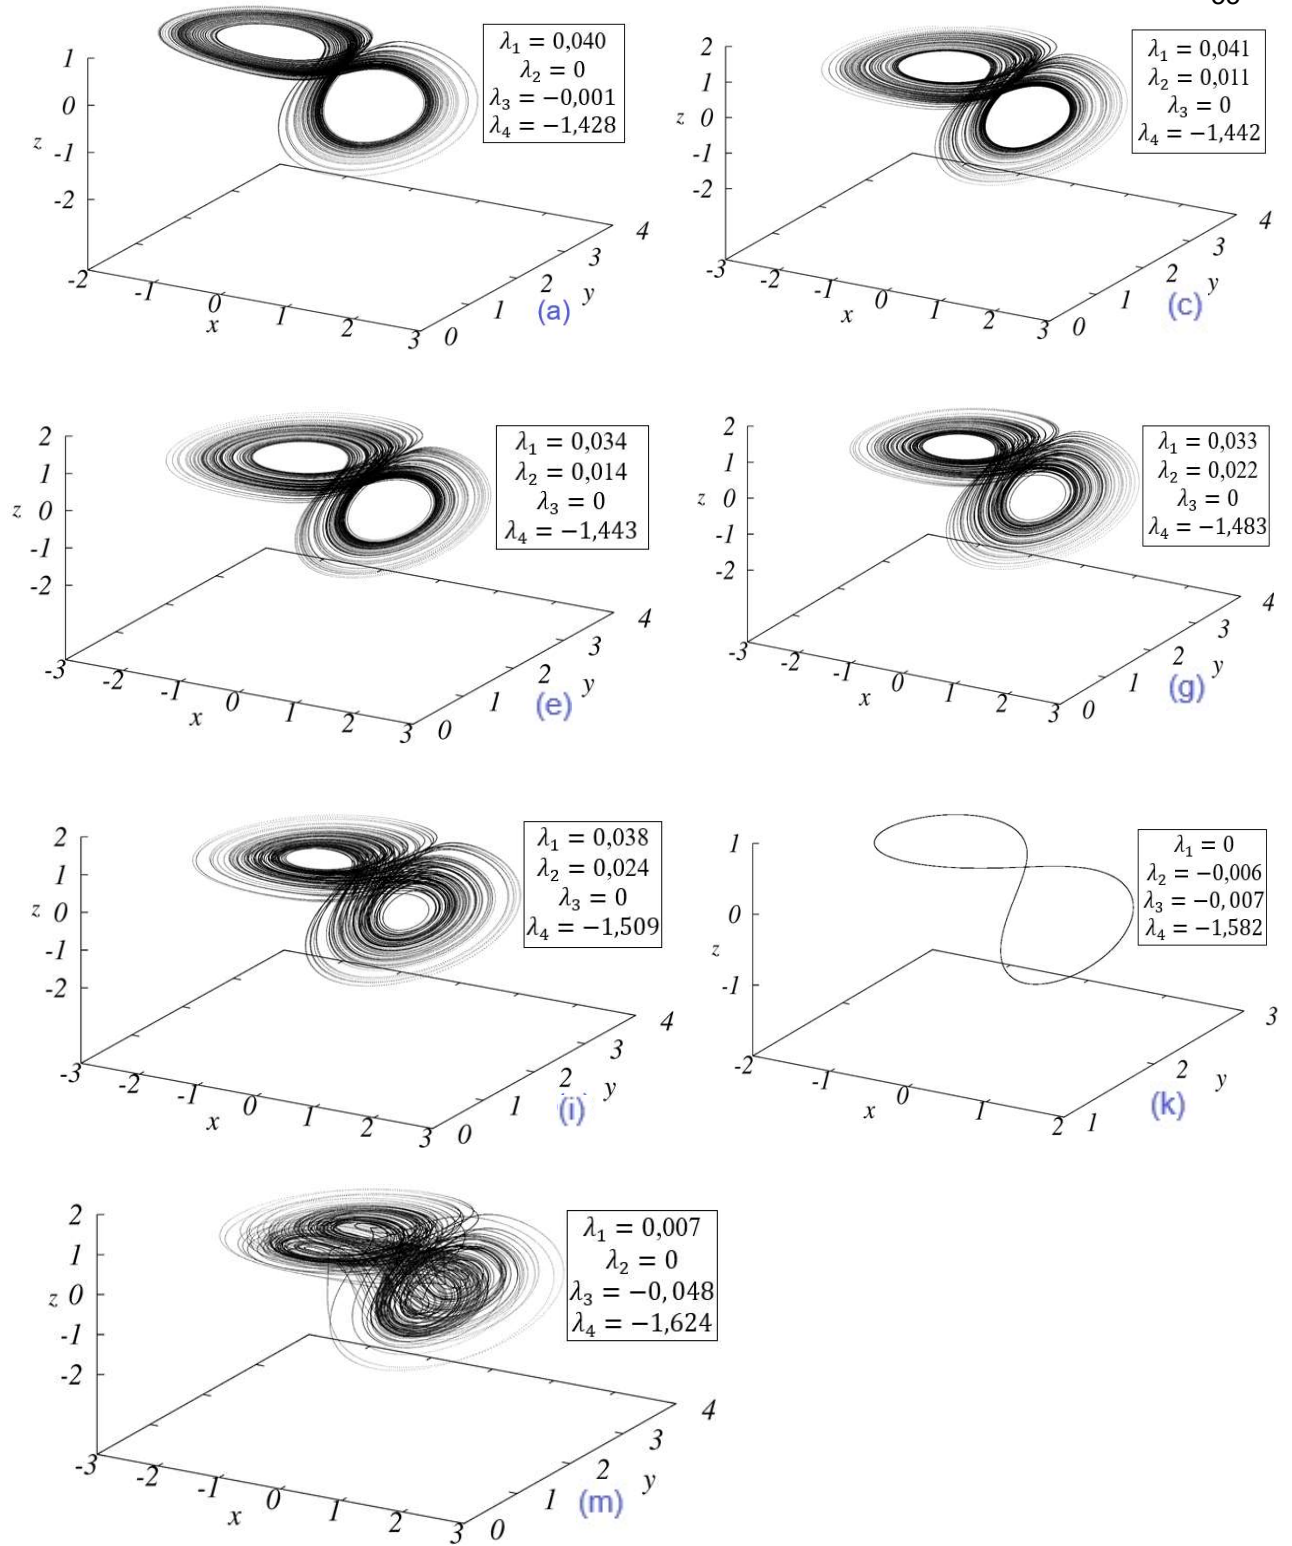 λ₁ = 0,040
λ₂ = 0
λ₃ = −0,001
λ₄ = −1,428
1
0
z
-1
-2
-2
-1
0
1
2
3
x
0
1
2
3
4
y
(a)
λ₁ = 0,041
λ₂ = 0,011
λ₃ = 0
λ₄ = −1,442
2
1
z 0
-1
-2
-3
-2
-1
0
1
2
3
x
0
1
2
3
4
y
(c)
λ₁ = 0,034
λ₂ = 0,014
λ₃ = 0
λ₄ = −1,443
2
1
z 0
-1
-2
-3
-2
-1
0
1
2
3
x
0
1
2
3
4
y
(e)
λ₁ = 0,033
λ₂ = 0,022
λ₃ = 0
λ₄ = −1,483
2
1
z 0
-1
-2
-3
-2
-1
0
1
2
3
x
0
1
2
3
4
y
(g)
λ₁ = 0,038
λ₂ = 0,024
λ₃ = 0
λ₄ = −1,509
2
1
z 0
-1
-2
-3
-2
-1
0
1
2
3
x
0
1
2
3
4
y
(i)
λ₁ = 0
λ₂ = −0,006
λ₃ = −0,007
λ₄ = −1,582
1
0
z
-1
-2
-1
0
1
2
x
1
2
3
y
(k)
λ₁ = 0,007
λ₂ = 0
λ₃ = −0,048
λ₄ = −1,624
2
1
z 0
-1
-2
-3
-2
-1
0
1
2
3
x
0
1
2
3
4
y
(m)